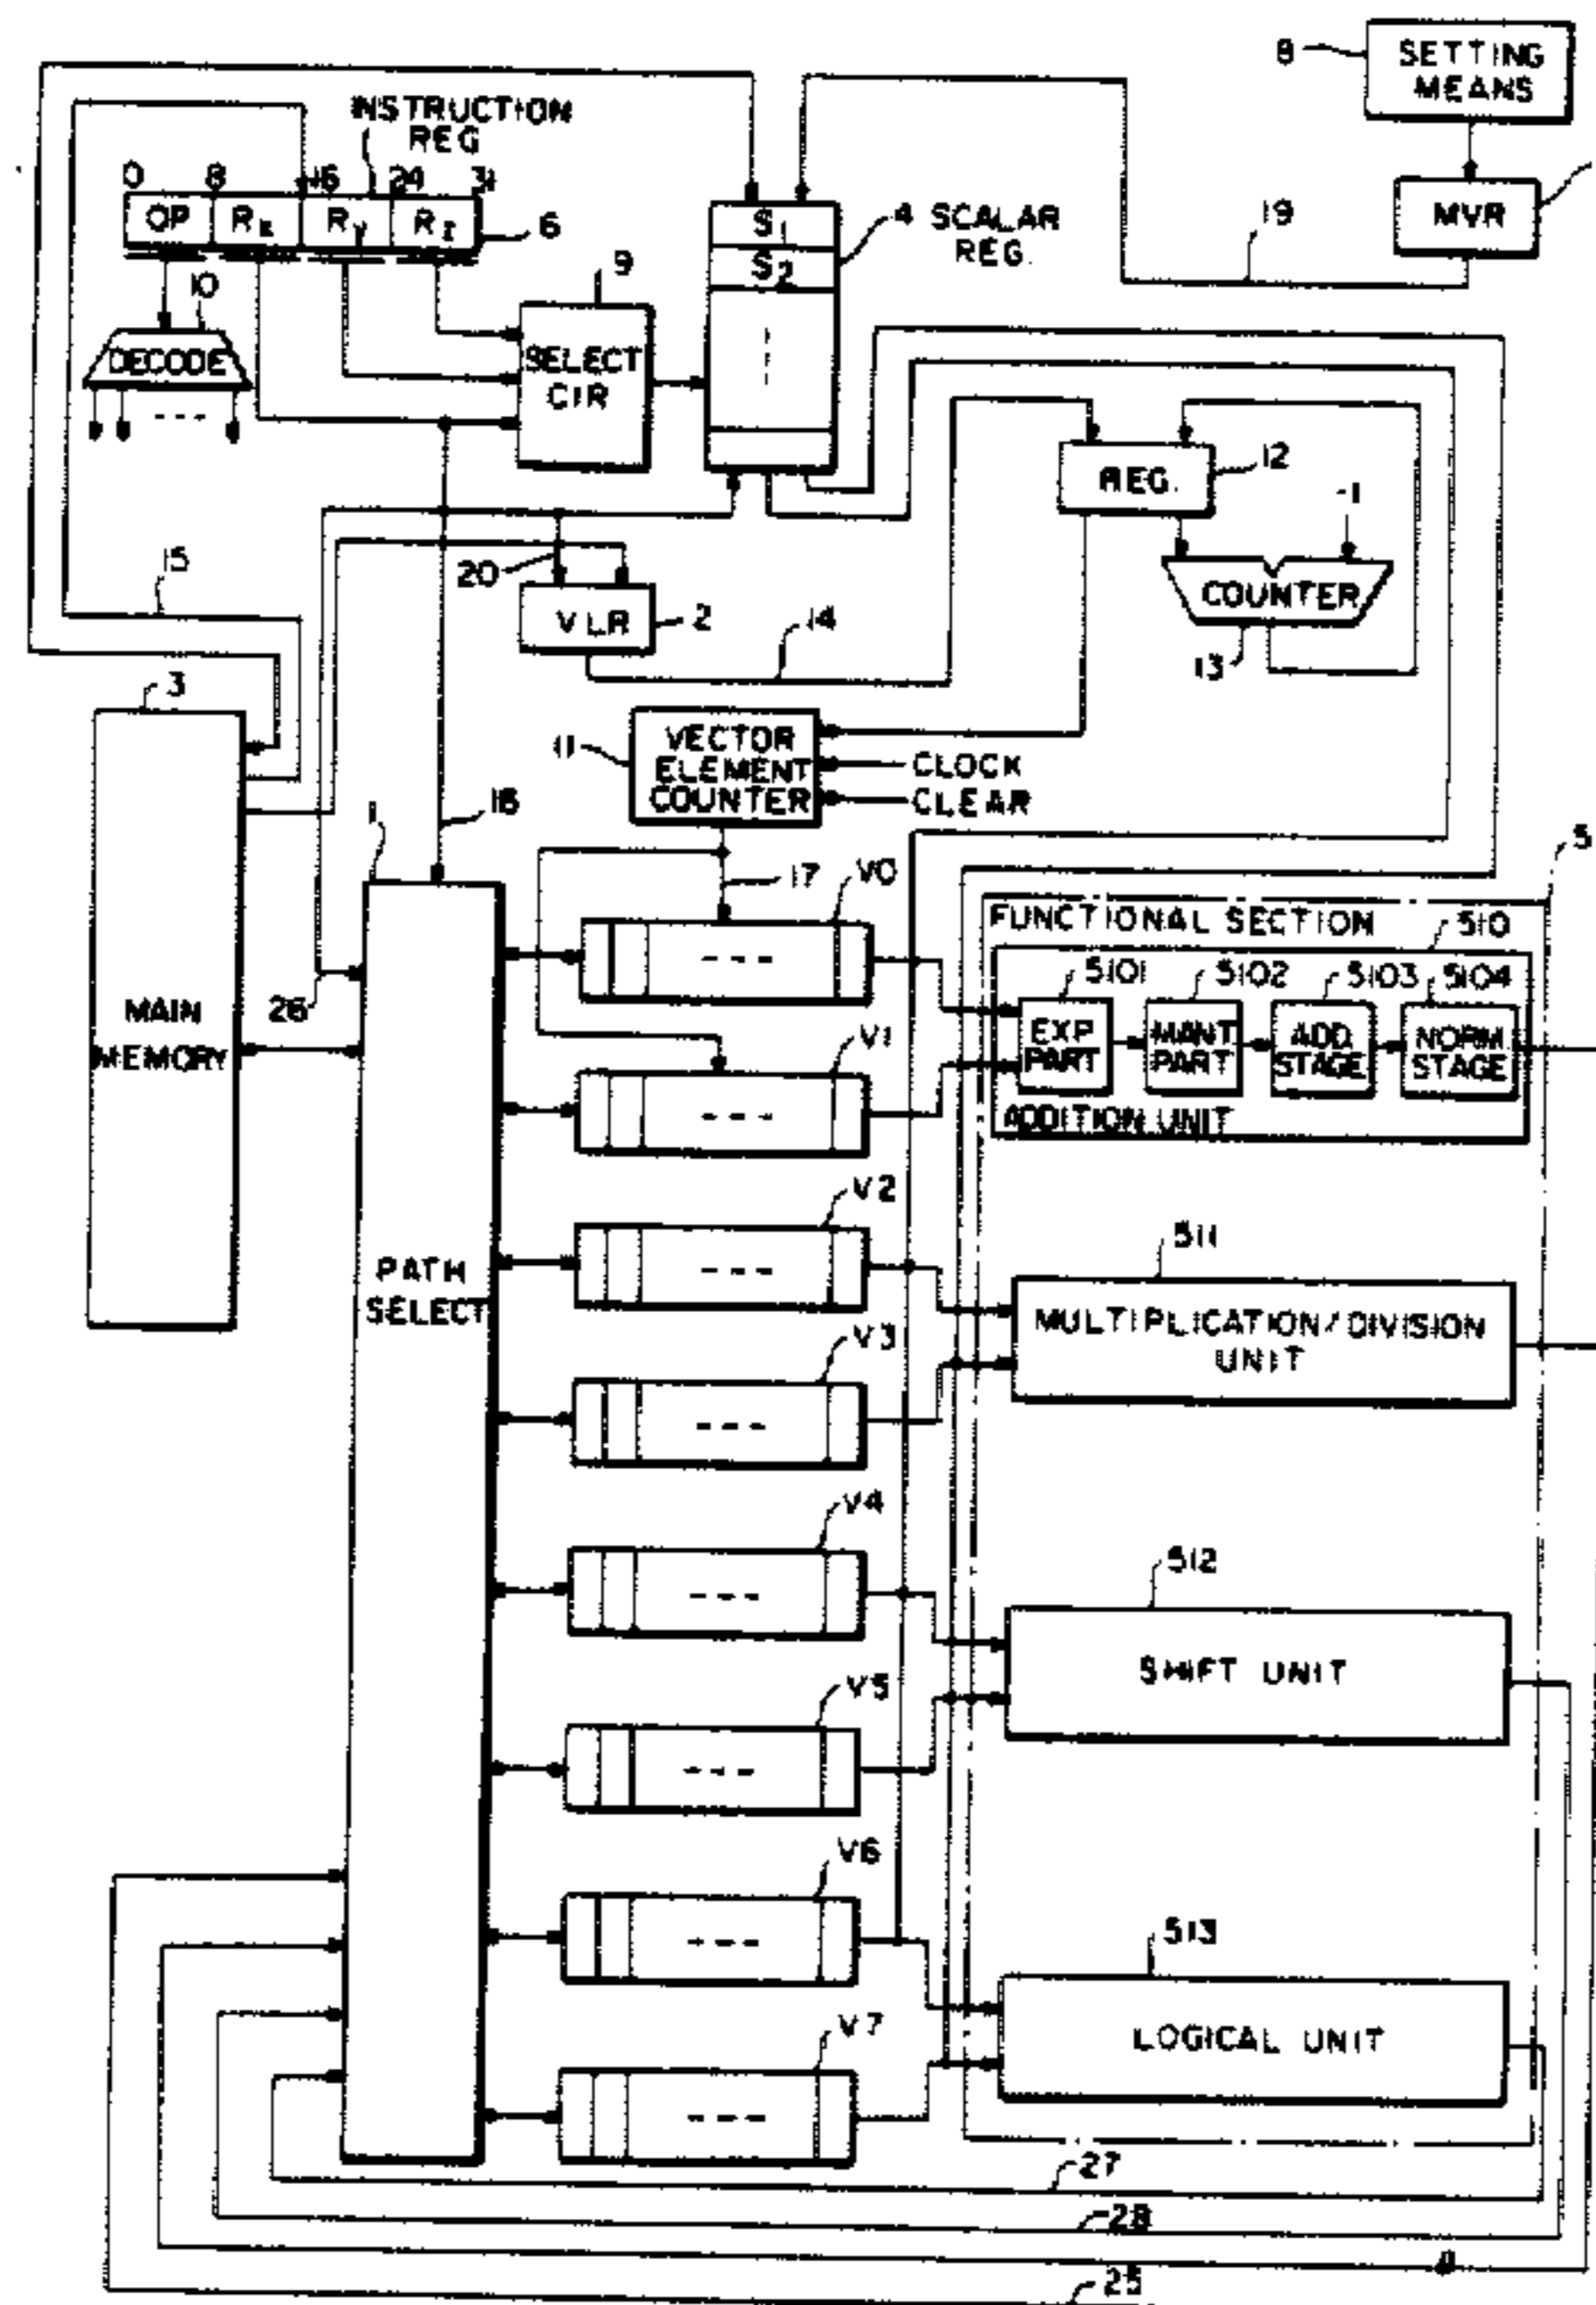 8
SETTING
MEANS
INSTRUCTION
REG
0 8 16 24 31
OP Rx Ry Rz
6
10
DECODE
9
SELECT
CIR
S1
S2
4 SCALAR
REG.
19
MVR
REG.
12
-1
COUNTER
13
15
20
VLR
2
14
3
MAIN
MEMORY
11
VECTOR
ELEMENT
COUNTER
CLOCK
CLEAR
1
16
17
26
PATH
SELECT
V0
V1
V2
V3
V4
V5
V6
V7
5
FUNCTIONAL SECTION
510
5101 5102 5103 5104
EXP
PART
MANT
PART
ADD
STAGE
NORM
STAGE
ADDITION UNIT
511
MULTIPLICATION/DIVISION
UNIT
512
SHIFT UNIT
513
LOGICAL UNIT
27
28
25